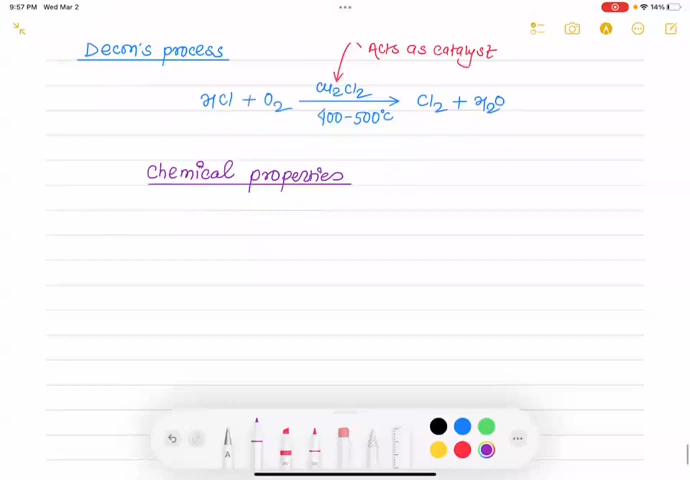 9:57 PM Wed Mar 2
14%
Decon's process
Acts as catalyst
Cu2Cl2
HCl + O2 → Cl2 + H2O
400-500°C
Chemical properties
A